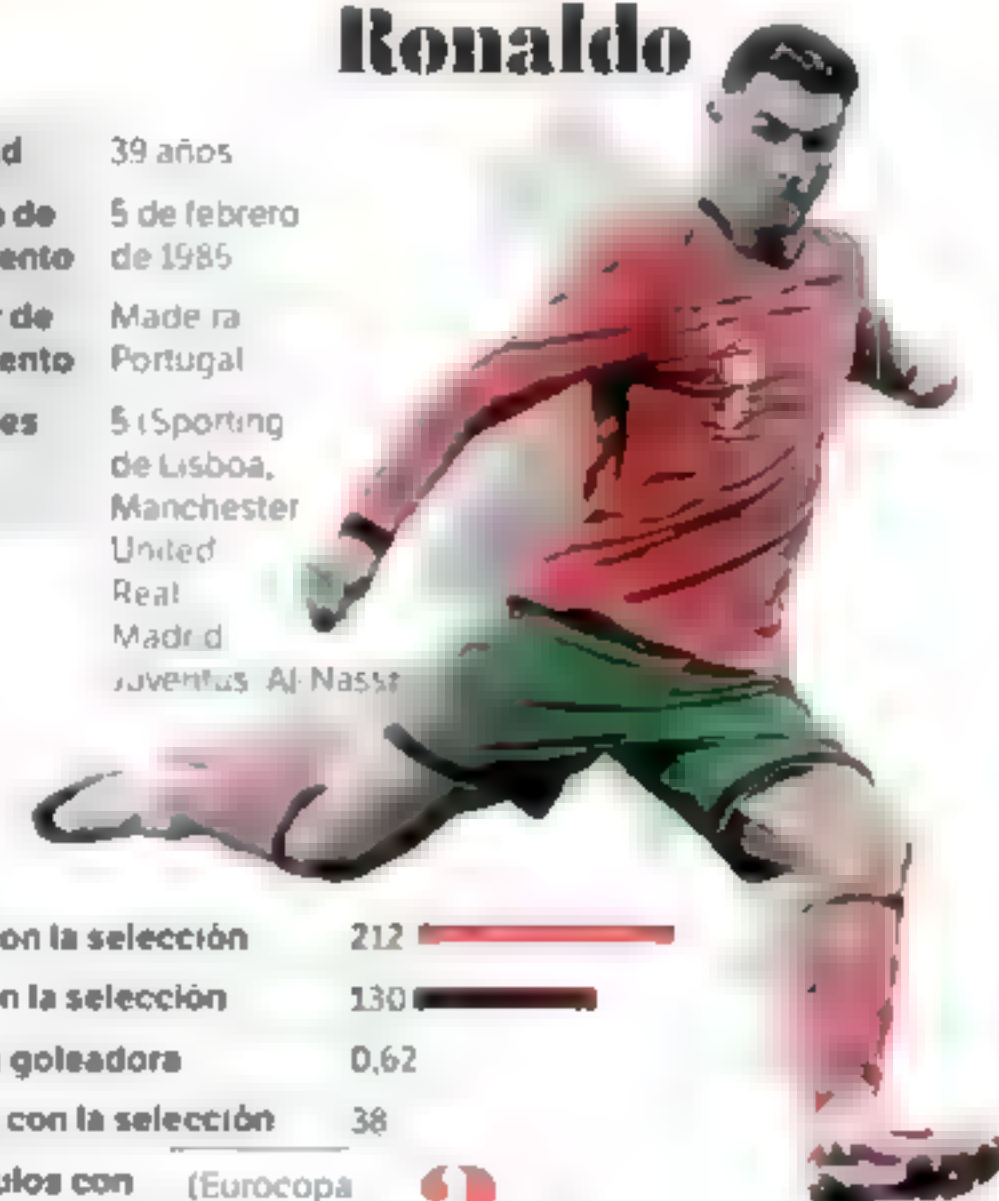 Ronaldo
d 39 años
de 5 de febrero
ento de 1985
de Madera
ento Portugal
es 5 (Sporting
de Lisboa,
Manchester
United
Real
Madrid
Juventus Al-Nassr
on la selección 212
n la selección 130
goleadora 0,62
con la selección 38
ulos con (Eurocopa